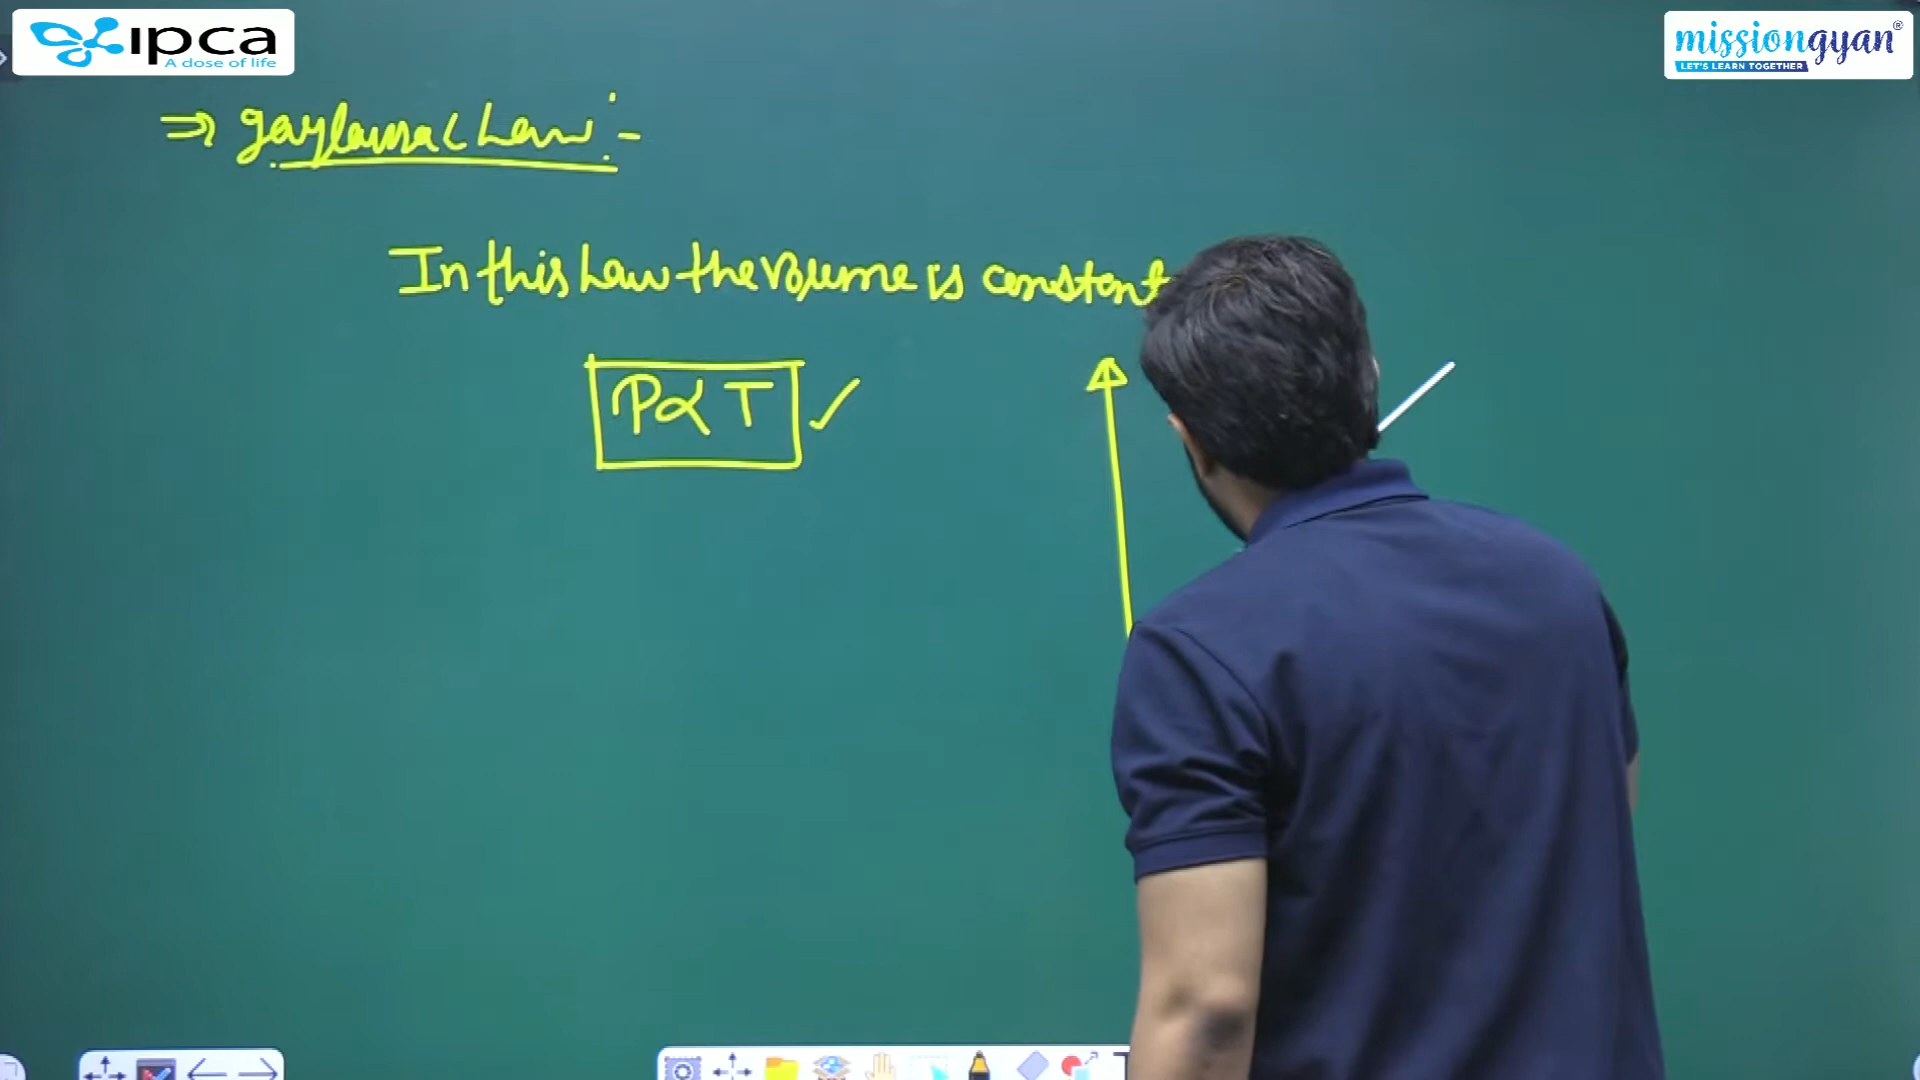 ipca
A dose of life
missiongyan®
LET'S LEARN TOGETHER
⇒ gaylussac Law :-
In this Law the volume is constant
P ∝ T ✓